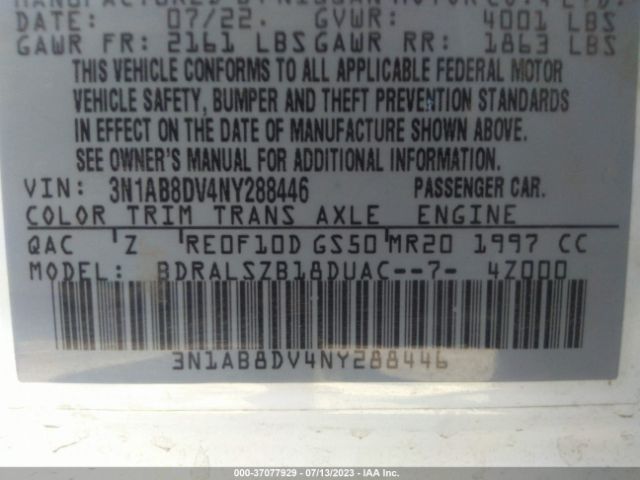 DATE: 07/22. GVWR: 4001 LBS
GAWR FR: 2161 LBS GAWR RR: 1863 LBS
THIS VEHICLE CONFORMS TO ALL APPLICABLE FEDERAL MOTOR
VEHICLE SAFETY, BUMPER AND THEFT PREVENTION STANDARDS
IN EFFECT ON THE DATE OF MANUFACTURE SHOWN ABOVE.
SEE OWNER'S MANUAL FOR ADDITIONAL INFORMATION.
VIN: 3N1AB8DV4NY288446 PASSENGER CAR.
COLOR TRIM TRANS AXLE ENGINE
QAC Z RE0F10D GS50 MR20 1997 CC
MODEL: BDRALSZB18DUAC--7- 4Z000
3N1AB8DV4NY288446
000-37077929 | 07/13/2023 | IAA, Inc.